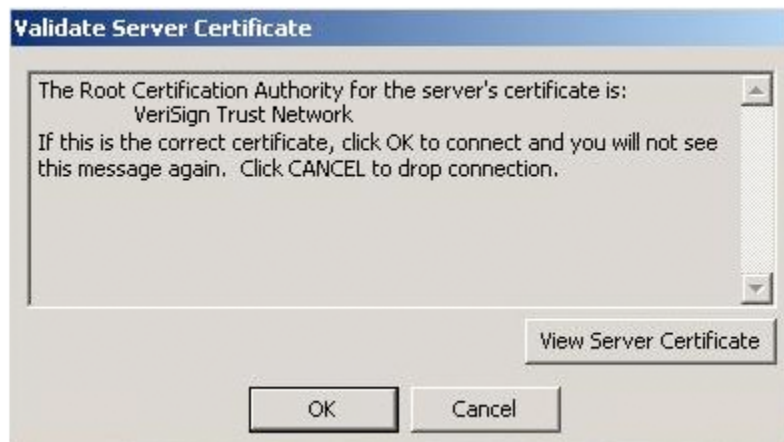 Validate Server Certificate
The Root Certification Authority for the server's certificate is:
VeriSign Trust Network
If this is the correct certificate, click OK to connect and you will not see
this message again.  Click CANCEL to drop connection.
View Server Certificate
OK
Cancel